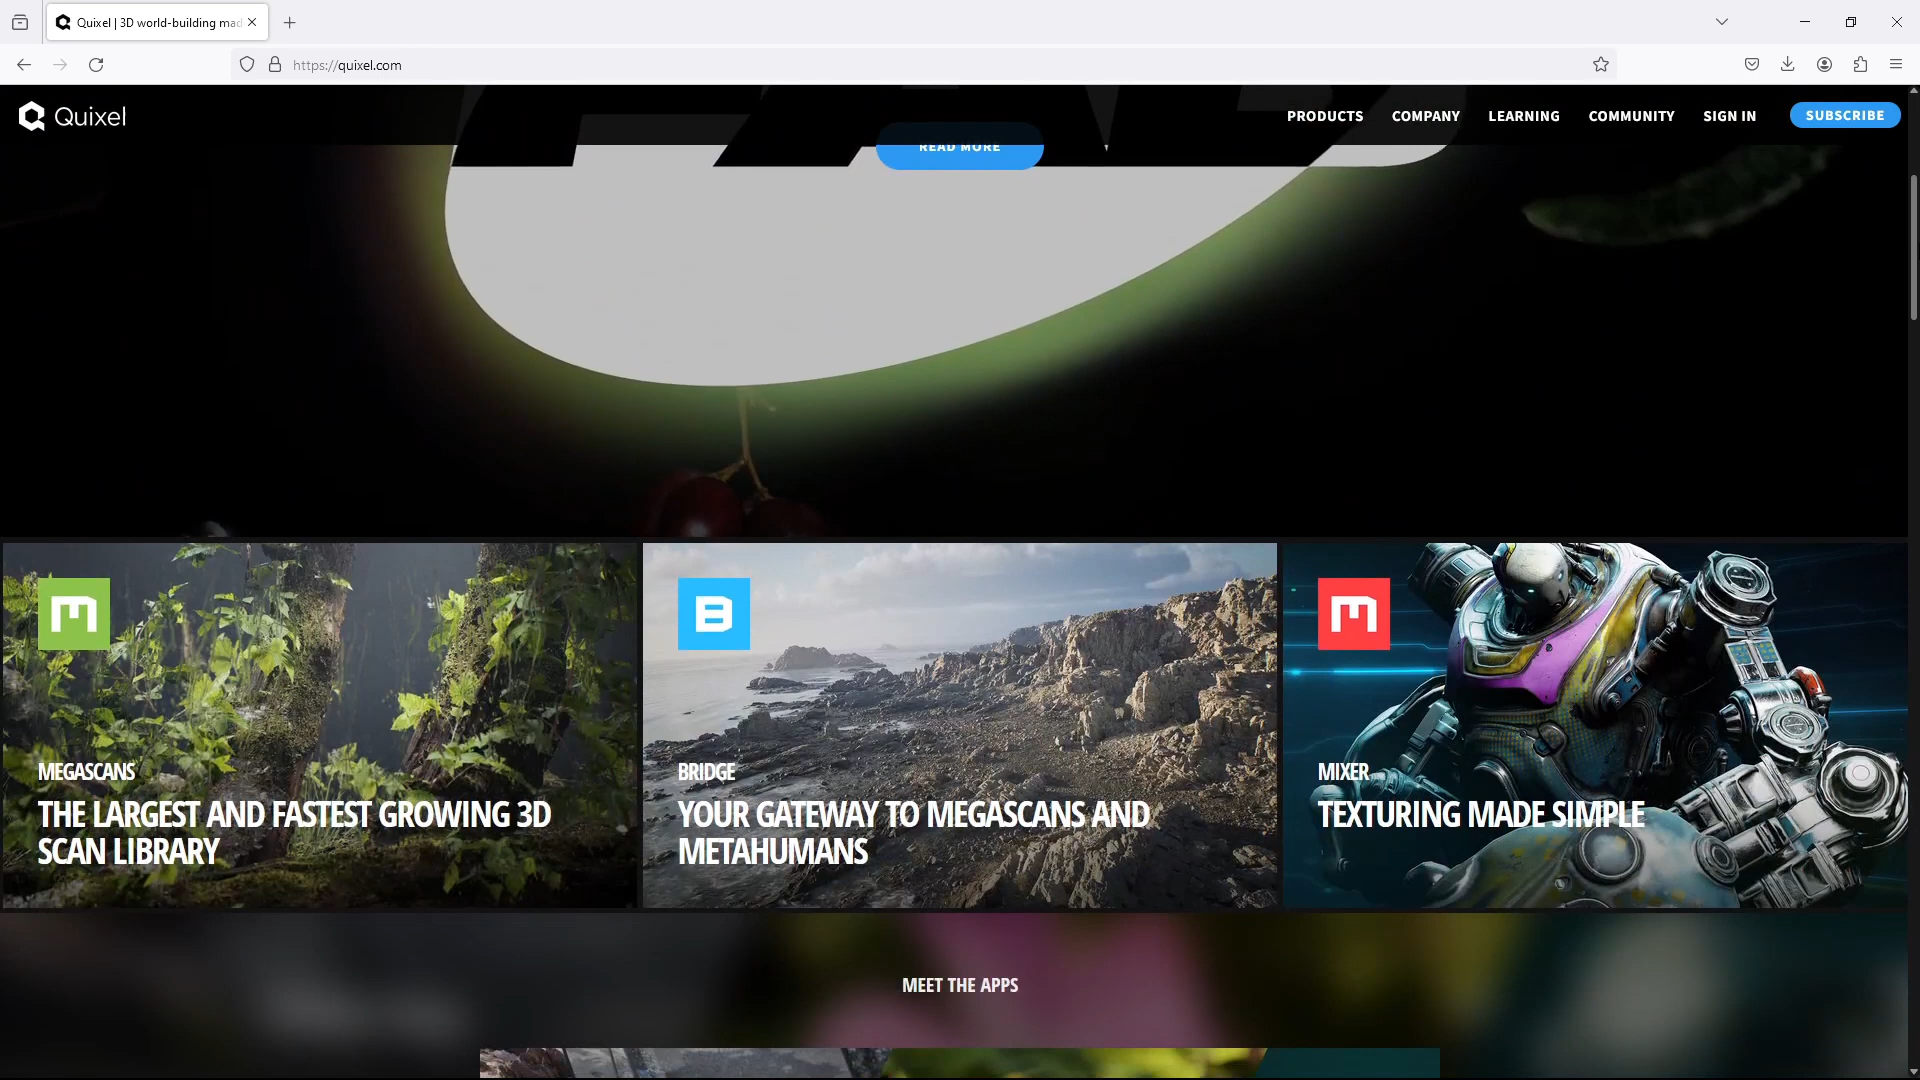 Quixel | 3D world-building mad
https://quixel.com
Quixel
PRODUCTS COMPANY LEARNING COMMUNITY SIGN IN SUBSCRIBE
READ MORE
MEGASCANS
THE LARGEST AND FASTEST GROWING 3D
SCAN LIBRARY
BRIDGE
YOUR GATEWAY TO MEGASCANS AND
METAHUMANS
MIXER
TEXTURING MADE SIMPLE
MEET THE APPS